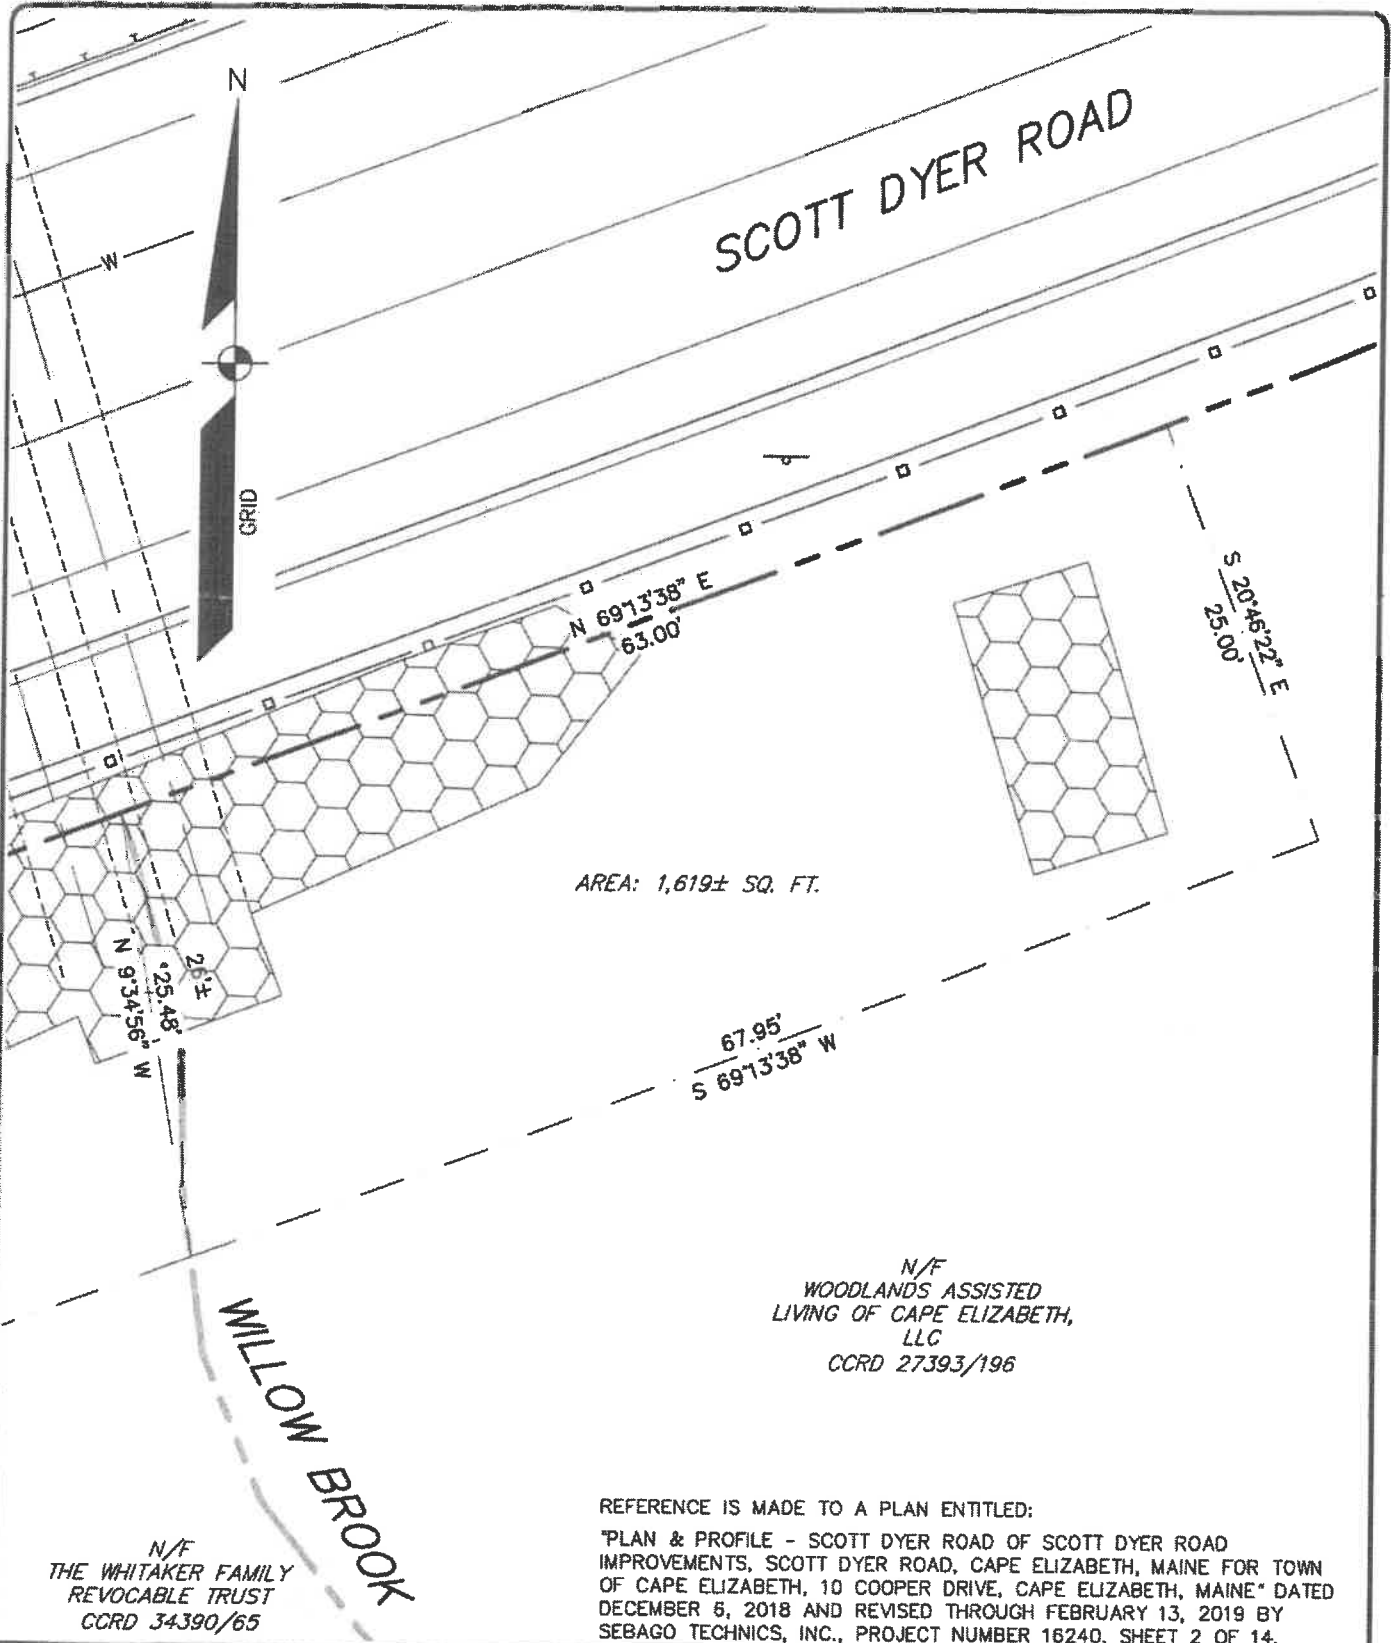 N
SCOTT DYER ROAD
W
GRID
N 69°13'38" E
63.00'
S 20°46'22" E
25.00'
AREA: 1,619± SQ. FT.
26'±
25.48'
N 9°34'56" W
67.95'
S 69°13'38" W
N/F
WOODLANDS ASSISTED
LIVING OF CAPE ELIZABETH,
LLC
CCRD 27393/196
WILLOW BROOK
N/F
THE WHITAKER FAMILY
REVOCABLE TRUST
CCRD 34390/65
REFERENCE IS MADE TO A PLAN ENTITLED:
"PLAN & PROFILE - SCOTT DYER ROAD OF SCOTT DYER ROAD
IMPROVEMENTS, SCOTT DYER ROAD, CAPE ELIZABETH, MAINE FOR TOWN
OF CAPE ELIZABETH, 10 COOPER DRIVE, CAPE ELIZABETH, MAINE" DATED
DECEMBER 6, 2018 AND REVISED THROUGH FEBRUARY 13, 2019 BY
SEBAGO TECHNICS, INC., PROJECT NUMBER 16240, SHEET 2 OF 14.